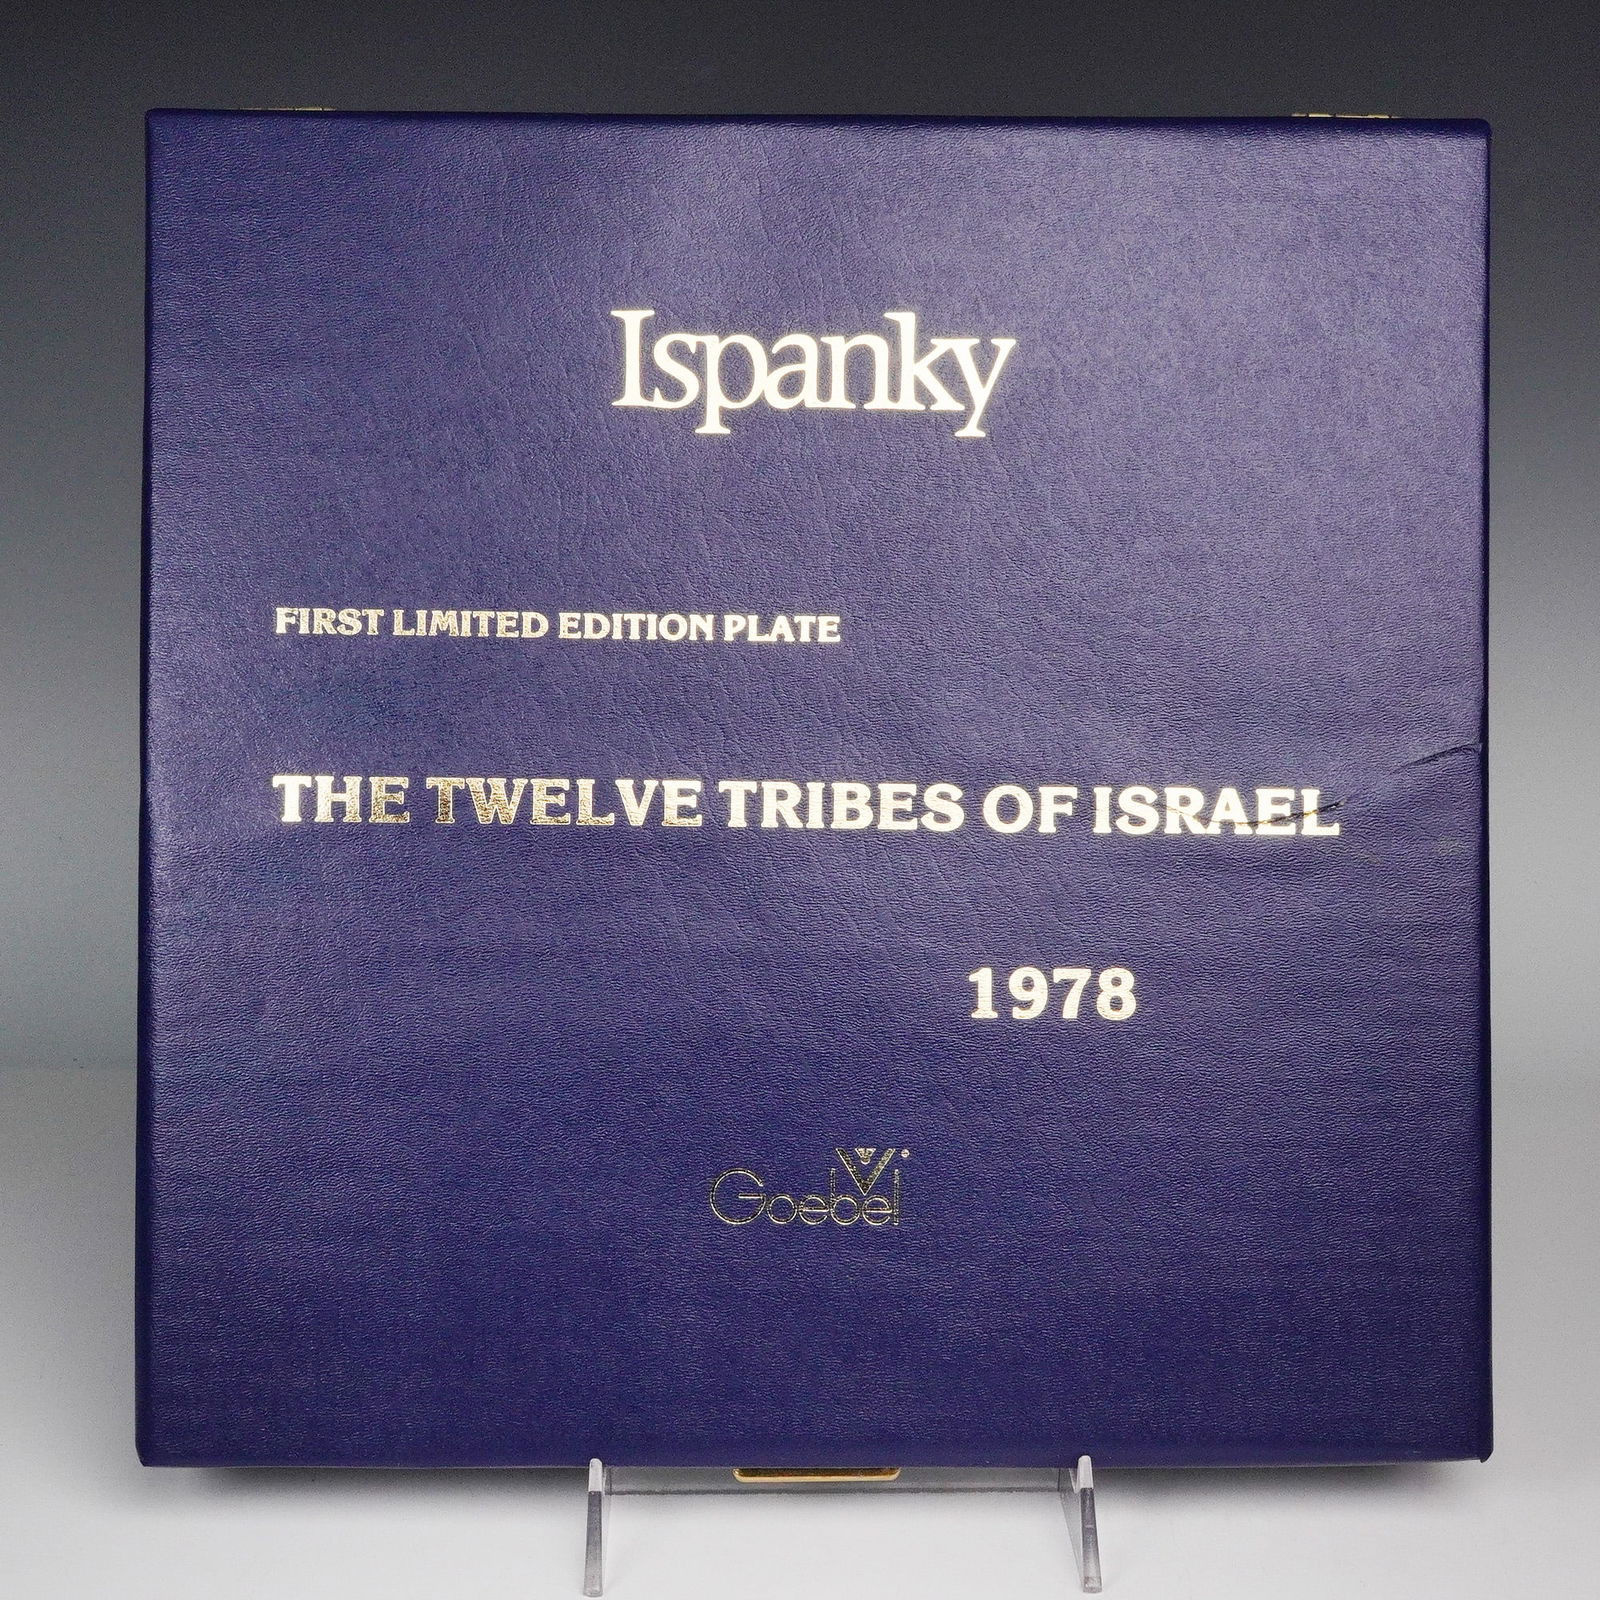 Ispanky
FIRST LIMITED EDITION PLATE
THE TWELVE TRIBES OF ISRAEL
1978
Goebel